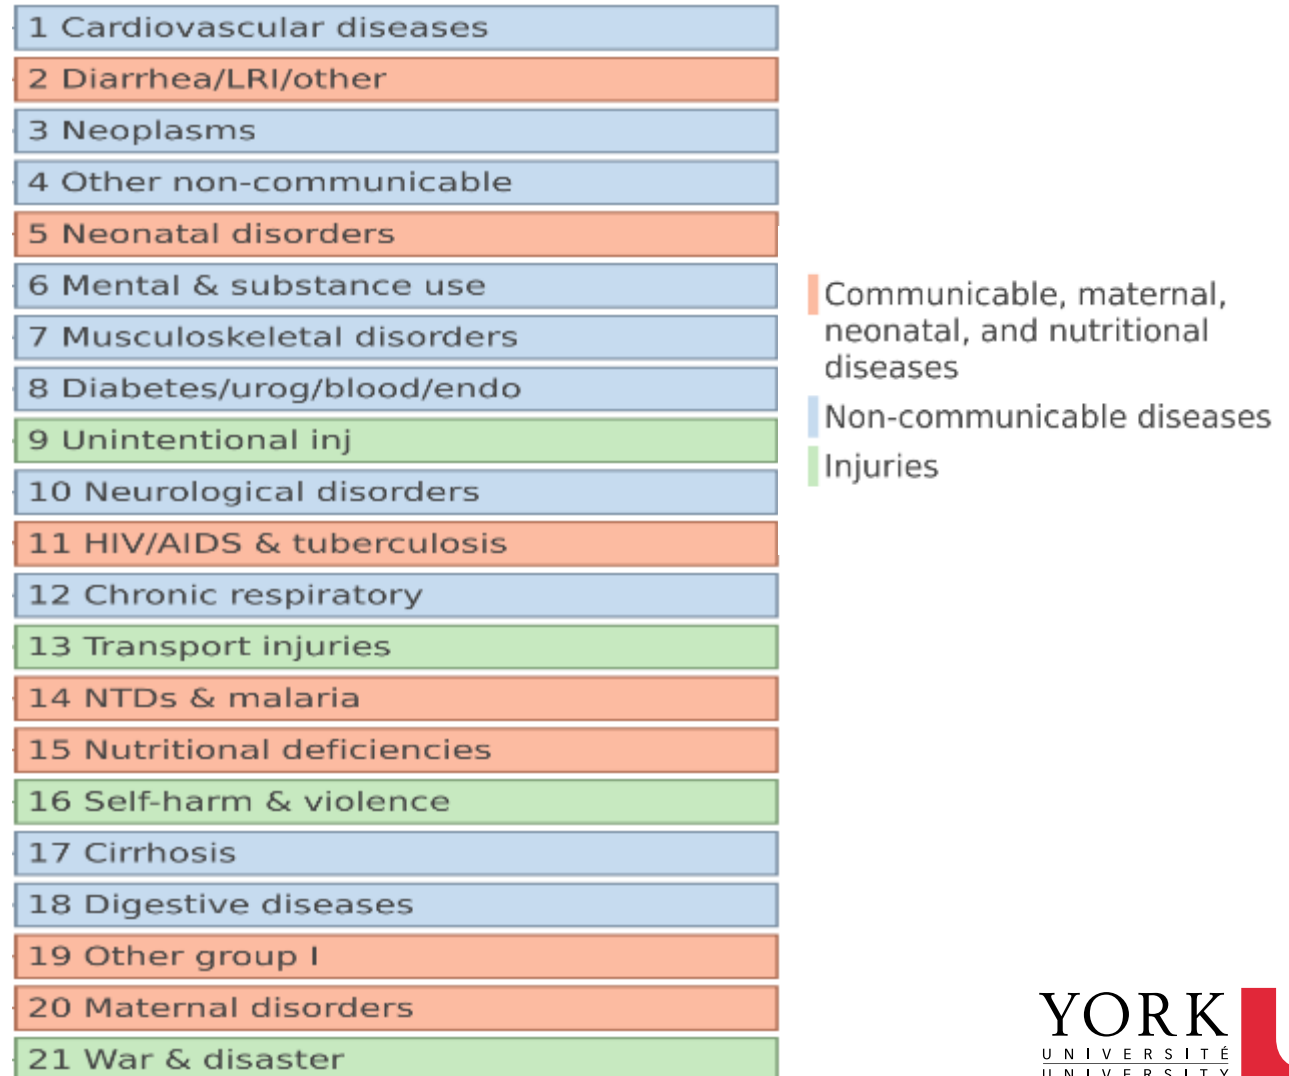 1 Cardiovascular diseases
2 Diarrhea/LRI/other
3 Neoplasms
4 Other non-communicable
5 Neonatal disorders
6 Mental & substance use
7 Musculoskeletal disorders
8 Diabetes/urog/blood/endo
9 Unintentional inj
10 Neurological disorders
11 HIV/AIDS & tuberculosis
12 Chronic respiratory
13 Transport injuries
14 NTDs & malaria
15 Nutritional deficiencies
16 Self-harm & violence
17 Cirrhosis
18 Digestive diseases
19 Other group I
20 Maternal disorders
21 War & disaster
Communicable, maternal,
neonatal, and nutritional
diseases
Non-communicable diseases
Injuries
YORK
UNIVERSITÉ
UNIVERSITY